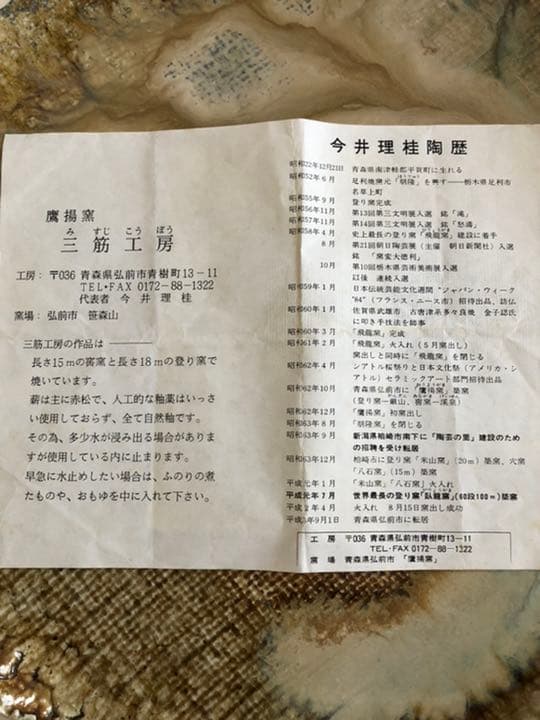 鷹揚窯
みすじこうぼう
三筋工房
工房：〒036 青森県弘前市青樹町13-11
TEL・FAX 0172-88-1322
代表者 今井理桂
窯場：弘前市 笹森山
三筋工房の作品は
長さ15mの窖窯と長さ18mの登り窯で
焼いています。
薪は主に赤松で、人工的な釉薬はいっさ
い使用しておらず、全て自然釉です。
その為、多少水が浸み出る場合がありま
すが使用している内に止まります。
早急に水止めしたい場合は、ふのりの煮
たものや、おもゆを中に入れて下さい。
今井理桂陶歴
昭和22年12月21日 青森県南津軽郡平賀町に生れる
昭和52年6月 足利焼窯元「胡隆」を興す――栃木県足利市
名草上町
昭和55年9月 登り窯完成
昭和56年11月 第13回第三文明展入選 銘「滝」
昭和57年11月 第14回第三文明展入選 銘「怒濤」
昭和58年4月 史上最長の登り窯「飛龍窯」建設に着手
8月 第21回朝日陶芸展（主催 朝日新聞社）入選
銘「窯変大徳利」
10月 第10回栃木県芸術美術展入選
以後 連続入選
昭和59年1月 日本伝統芸能文化週間“ジャパン・ウィーク
“84”（フランス・ニース市）招待出品、訪仏
昭和60年1月 佐賀県武雄市 古唐津系多々良焼 金子認氏
に叩き手技法を師事
昭和60年3月 「飛龍窯」完成
昭和61年2月 「飛龍窯」火入れ（5月窯出し）
窯出しと同時に「飛龍窯」を閉じる
昭和62年4月 シアトル桜祭りと日本文化祭（アメリカ・シ
アトル）セラミックアート部門招待出品
昭和62年10月 青森県弘前市に「鷹揚窯」築窯
昭和62年12月 「鷹揚窯」初窯出し
昭和63年8月 「胡隆窯」を閉じる
昭和63年9月 新潟県柏崎市南下に「陶芸の里」建設のため
の招聘を受け転居
昭和63年12月 柏崎占に登り窯「米山窯」（20m）築窯、穴窯
「八石窯」（15m）築窯
平成元年1月 「米山窯」「八石窯」火入れ
平成元年7月 世界最長の登り窯「臥龍窯」（60段100m）築窯
平成2年4月 火入れ 8月15日窯出し成功
平成3年9月1日 青森県弘前市に転居
工房 〒036 青森県弘前市青樹町13-11
TEL・FAX 0172-88-1322
窯場 青森県弘前市 「鷹揚窯」